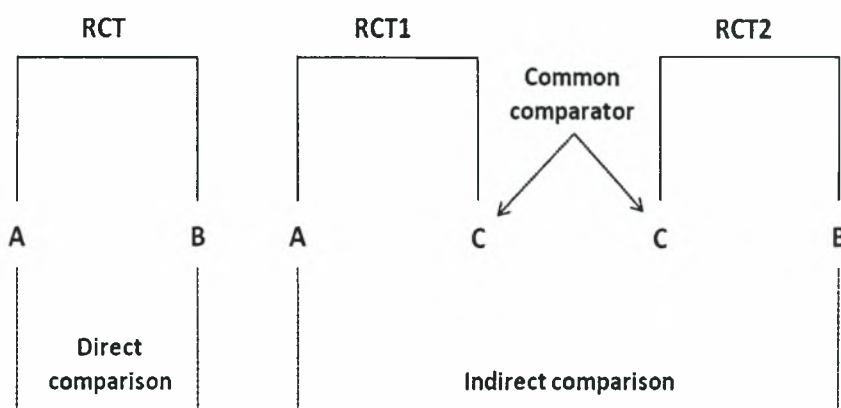 RCT
RCT1
RCT2
Common
comparator
A
B
A
C
C
B
Direct
comparison
Indirect comparison